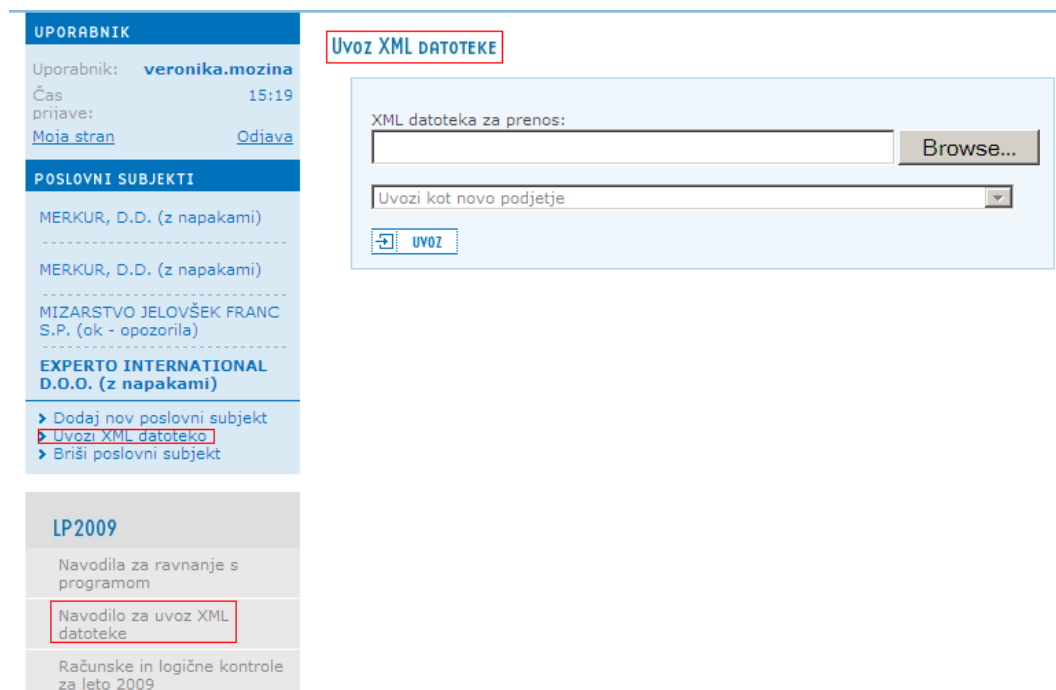 UPORABNIK
Uporabnik: veronika.mozina
Čas prijave: 15:19
Moja stran Odjava
POSLOVNI SUBJEKTI
MERKUR, D.D. (z napakami)
MERKUR, D.D. (z napakami)
MIZARSTVO JELOVŠEK FRANC
S.P. (ok - opozorila)
EXPERTO INTERNATIONAL
D.O.O. (z napakami)
Dodaj nov poslovni subjekt
Uvozi XML datoteko
Briši poslovni subjekt
LP2009
Navodila za ravnanje s
programom
Navodilo za uvoz XML
datoteke
Računske in logične kontrole
za leto 2009
UVOZ XML DATOTEKE
XML datoteka za prenos:
Browse...
Uvozi kot novo podjetje
UVOZ